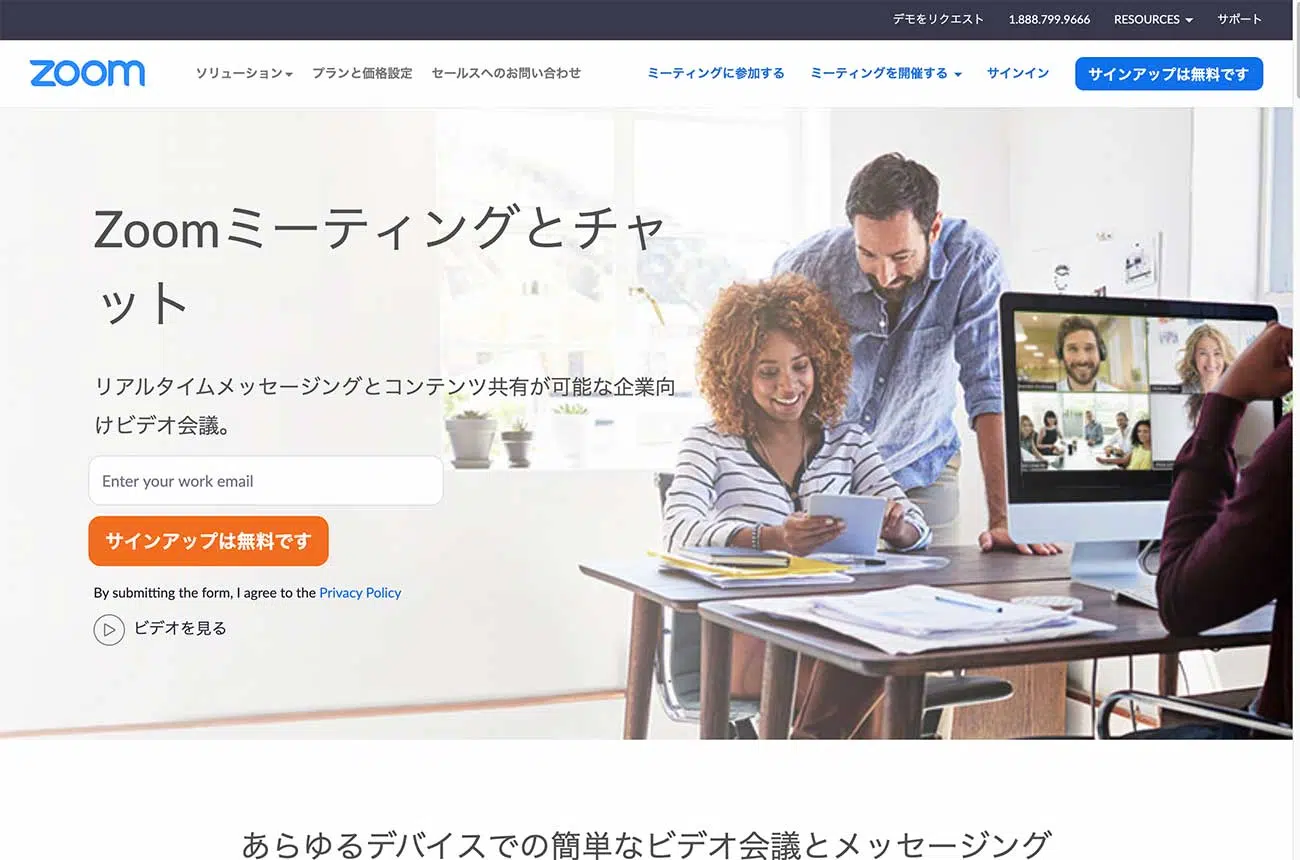 デモをリクエスト 1.888.799.9666 RESOURCES サポート
zoom ソリューション プランと価格設定 セールスへのお問い合わせ ミーティングに参加する ミーティングを開催する サインイン サインアップは無料です
Zoomミーティングとチャ
ット
リアルタイムメッセージングとコンテンツ共有が可能な企業向
けビデオ会議。
Enter your work email
サインアップは無料です
By submitting the form, I agree to the Privacy Policy
ビデオを見る
あらゆるデバイスでの簡単なビデオ会議とメッセージング